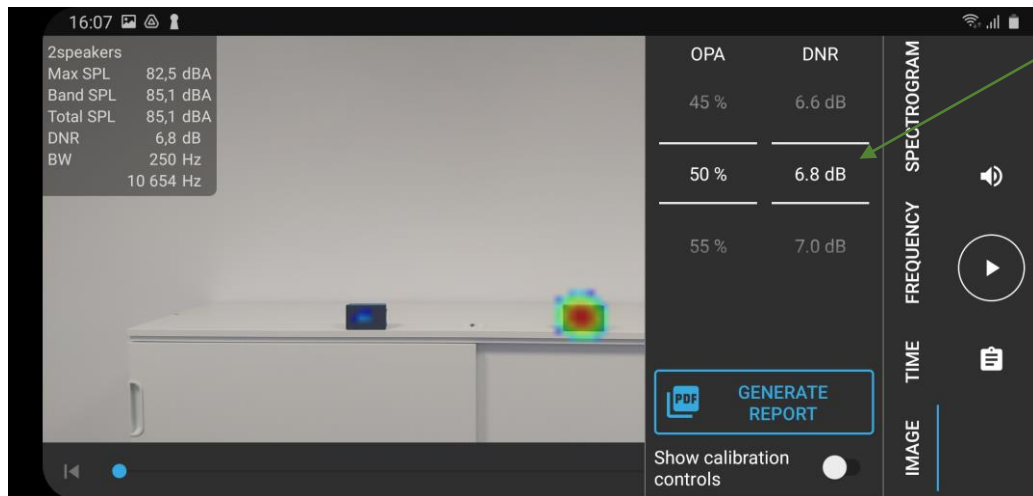 16:07
2speakers
Max SPL 82,5 dBA
Band SPL 85,1 dBA
Total SPL 85,1 dBA
DNR 6,8 dB
BW 250 Hz
10 654 Hz
OPA DNR
45 % 6.6 dB
50 % 6.8 dB
55 % 7.0 dB
PDF
GENERATE
REPORT
Show calibration
controls
SPECTROGRAM
FREQUENCY
TIME
IMAGE